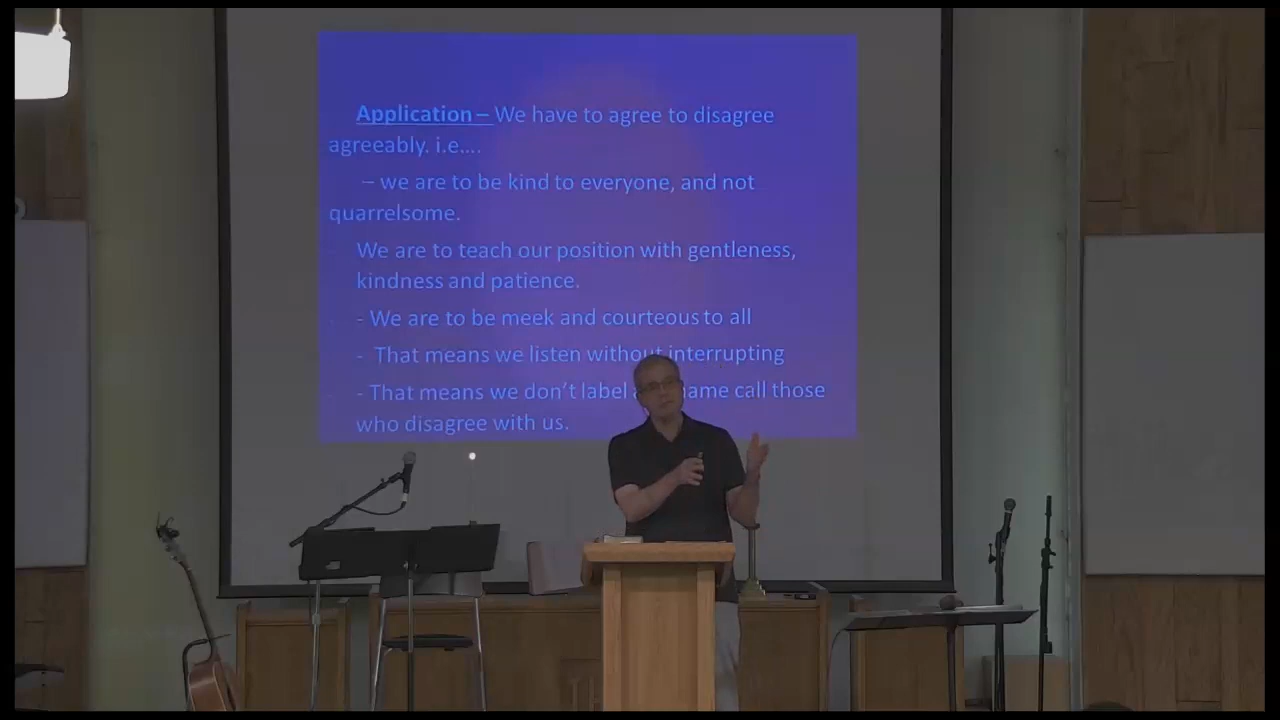 Application – We have to agree to disagree
agreeably. i.e….
– we are to be kind to everyone, and not
quarrelsome.
We are to teach our position with gentleness,
kindness and patience.
- We are to be meek and courteous to all
- That means we listen without interrupting
- That means we don't label name call those
who disagree with us.